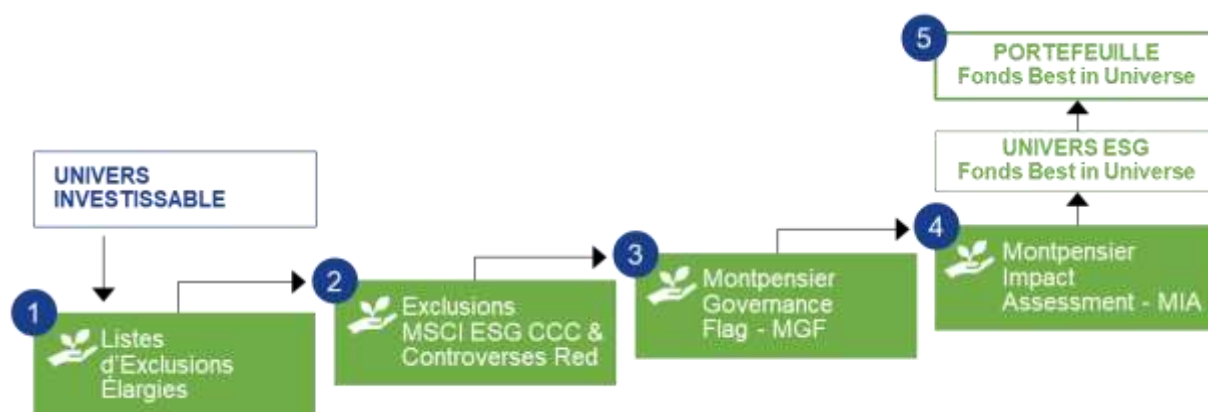 UNIVERS
INVESTISSABLE
1
Listes
d'Exclusions
Élargies
2
Exclusions
MSCI ESG CCC &
Controverses Red
3
Montpensier
Governance
Flag - MGF
4
Montpensier
Impact
Assessment - MIA
UNIVERS ESG
Fonds Best in Universe
5
PORTEFEUILLE
Fonds Best in Universe